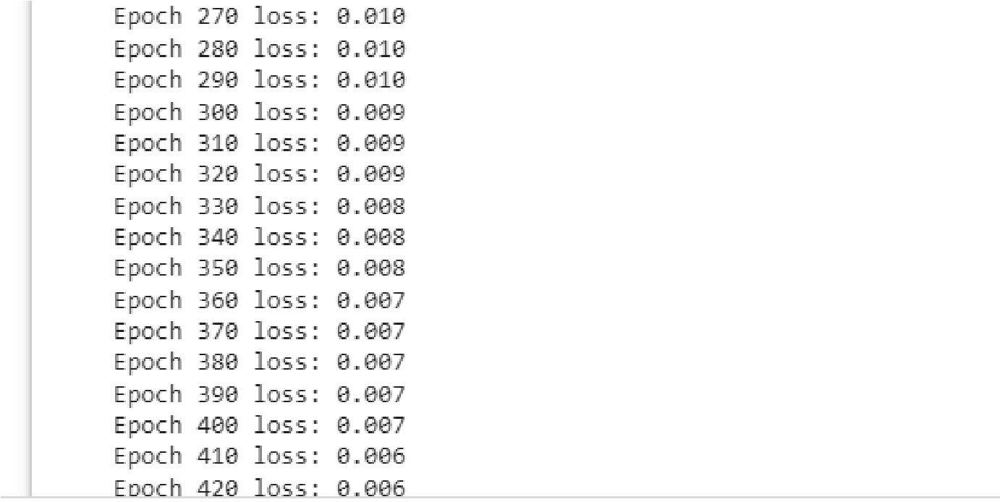 Epoch 270 loss: 0.010
Epoch 280 loss: 0.010
Epoch 290 loss: 0.010
Epoch 300 loss: 0.009
Epoch 310 loss: 0.009
Epoch 320 loss: 0.009
Epoch 330 loss: 0.008
Epoch 340 loss: 0.008
Epoch 350 loss: 0.008
Epoch 360 loss: 0.007
Epoch 370 loss: 0.007
Epoch 380 loss: 0.007
Epoch 390 loss: 0.007
Epoch 400 loss: 0.007
Epoch 410 loss: 0.006
Epoch 420 loss: 0.006